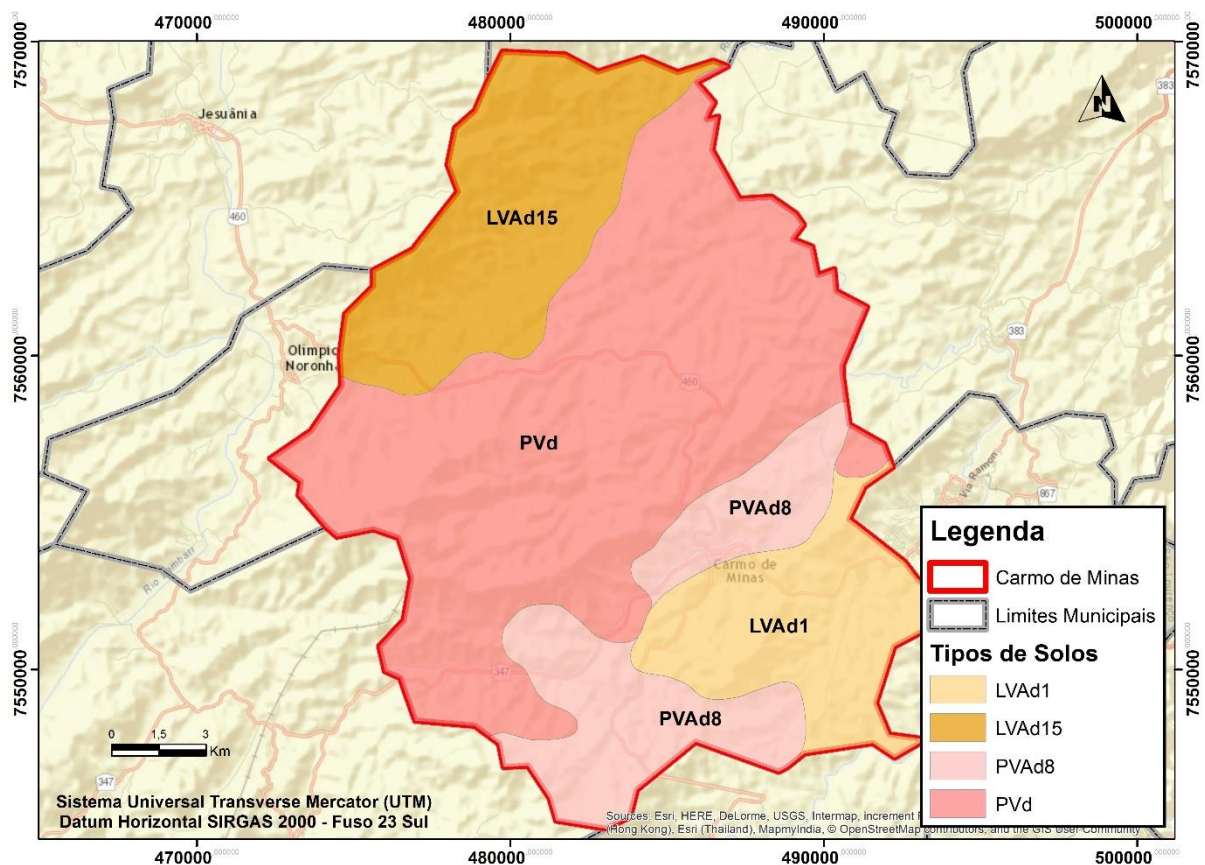 470000
480000
490000
500000
7570000
7570000
383
N
Jesuânia
460
LVAd15
383
Olimpic
Noronh
7560000
7560000
460
PVd
Via Ramon
867
PVAd8
Carmo de
Minas
LVAd1
7550000
7550000
347
PVAd8
Legenda
Carmo de Minas
Limites Municipais
Tipos de Solos
LVAd1
LVAd15
PVAd8
PVd
0 1,5 3
Km
347
Sistema Universal Transverse Mercator (UTM)
Datum Horizontal SIRGAS 2000 - Fuso 23 Sul
Sources: Esri, HERE, DeLorme, USGS, Intermap, increment
(Hong Kong), Esri (Thailand), MapmyIndia, © OpenStreetMap contributors, and the GIS User Community
470000
480000
490000
500000